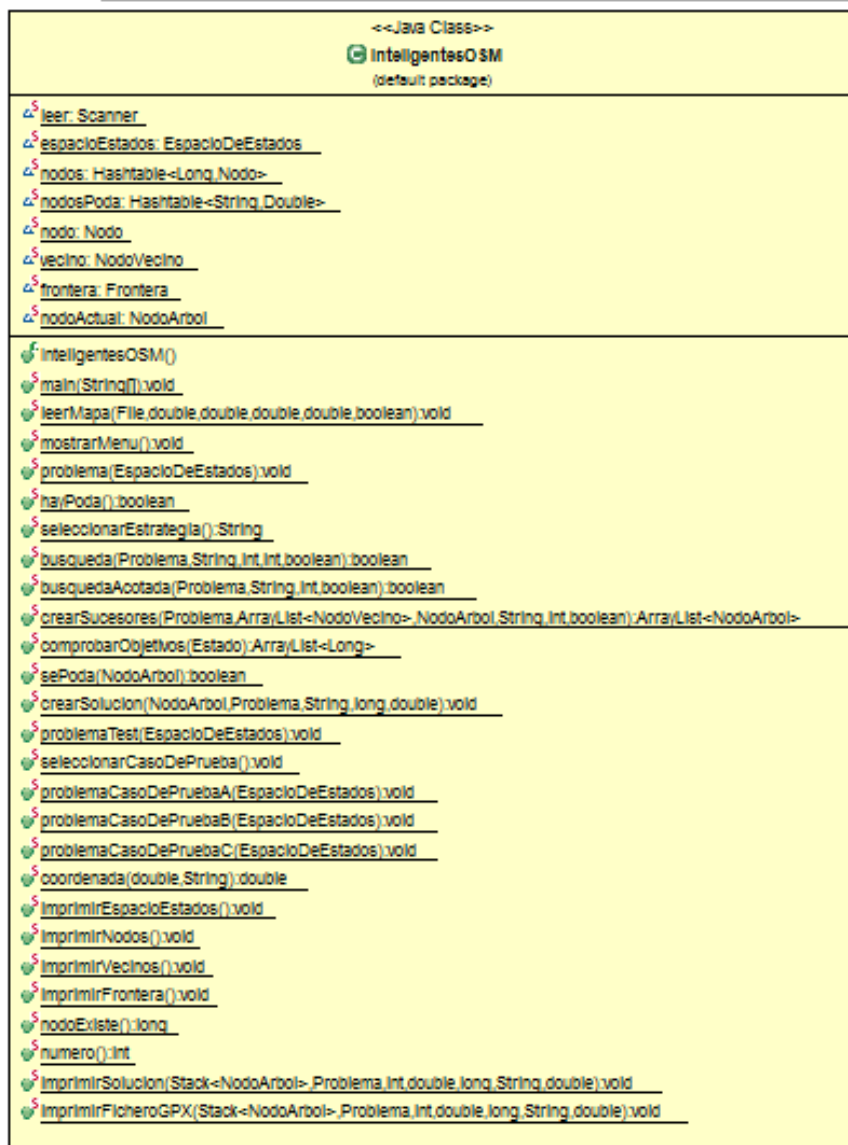 <<Java Class>>
InteligentesOSM
(default package)
leer: Scanner
espacioEstados: EspacioDeEstados
nodos: Hashtable<Long,Nodo>
nodosPoda: Hashtable<String,Double>
nodo: Nodo
vecino: NodoVecino
frontera: Frontera
nodoActual: NodoArbol
InteligentesOSM()
main(String[]):void
leerMapa(File,double,double,double,double,boolean):void
mostrarMenu():void
problema(EspacioDeEstados):void
hayPoda():boolean
seleccionarEstrategia():String
busqueda(Problema,String,int,int,boolean):boolean
busquedaAcotada(Problema,String,int,boolean):boolean
crearSucesores(Problema,ArrayList<NodoVecino>,NodoArbol,String,int,boolean):ArrayList<NodoArbol>
comprobarObjetivos(Estado):ArrayList<Long>
sePoda(NodoArbol):boolean
crearSolucion(NodoArbol,Problema,String,long,double):void
problemaTest(EspacioDeEstados):void
seleccionarCasoDePrueba():void
problemaCasoDePruebaA(EspacioDeEstados):void
problemaCasoDePruebaB(EspacioDeEstados):void
problemaCasoDePruebaC(EspacioDeEstados):void
coordenada(double,String):double
imprimirEspacioEstados():void
imprimirNodos():void
imprimirVecinos():void
imprimirFrontera():void
nodoExiste():long
numero():int
imprimirSolucion(Stack<NodoArbol>,Problema,int,double,long,String,double):void
imprimirFicheroGPX(Stack<NodoArbol>,Problema,int,double,long,String,double):void